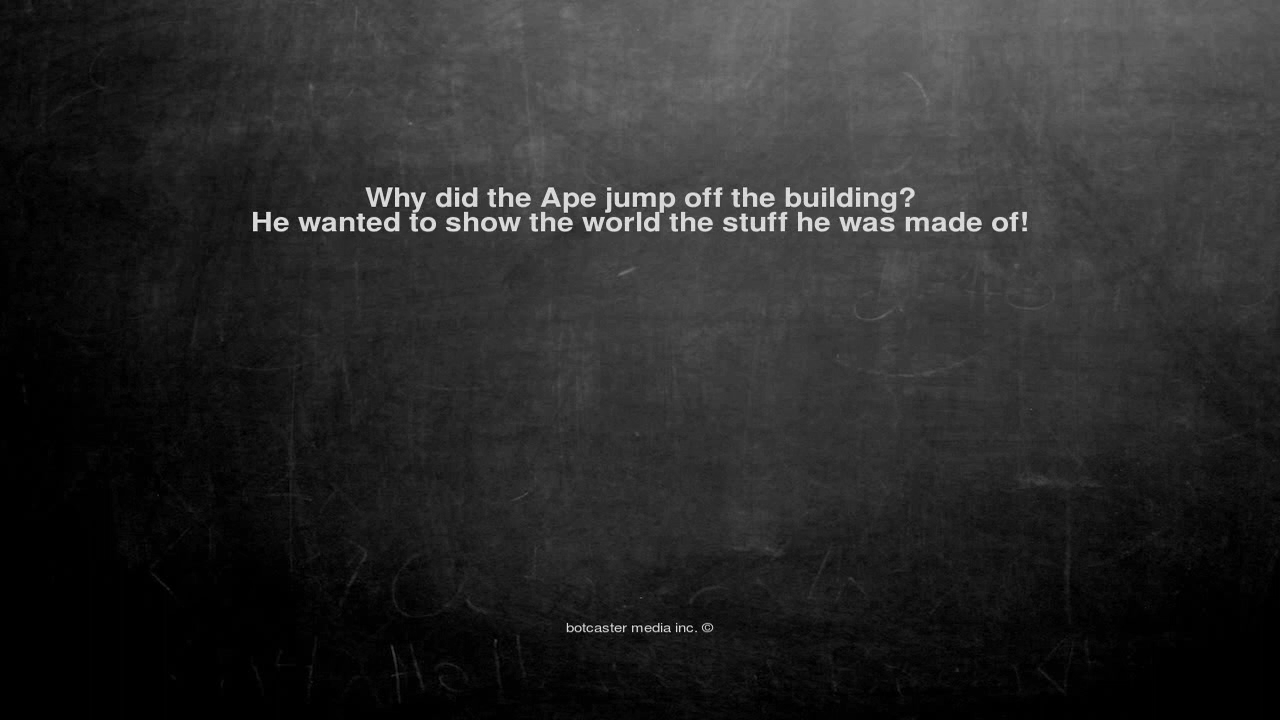 Why did the Ape jump off the building?
He wanted to show the world the stuff he was made of!
botcaster media inc. ©